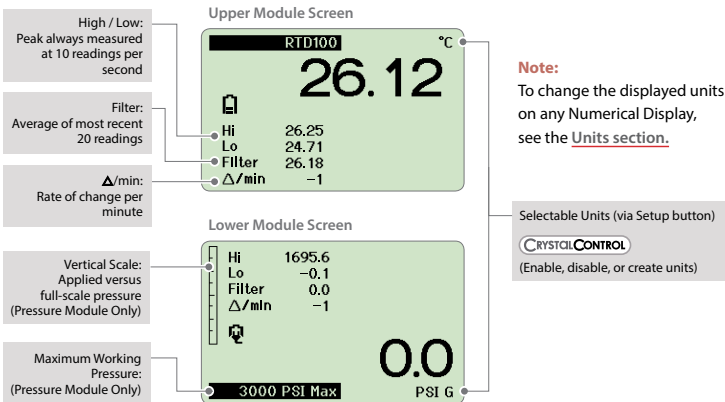 Upper Module Screen
High / Low:
Peak always measured
at 10 readings per
second
Filter:
Average of most recent
20 readings
Δ/min:
Rate of change per
minute
RTD100
°C
26.12
Hi 26.25
Lo 24.71
Filter 26.18
Δ/min -1
Note:
To change the displayed units
on any Numerical Display,
see the Units section.
Lower Module Screen
Vertical Scale:
Applied versus
full-scale pressure
(Pressure Module Only)
Maximum Working
Pressure:
(Pressure Module Only)
Hi 1695.6
Lo -0.1
Filter 0.0
Δ/min -1
0.0
3000 PSI Max
PSI G
Selectable Units (via Setup button)
CRYSTALCONTROL
(Enable, disable, or create units)